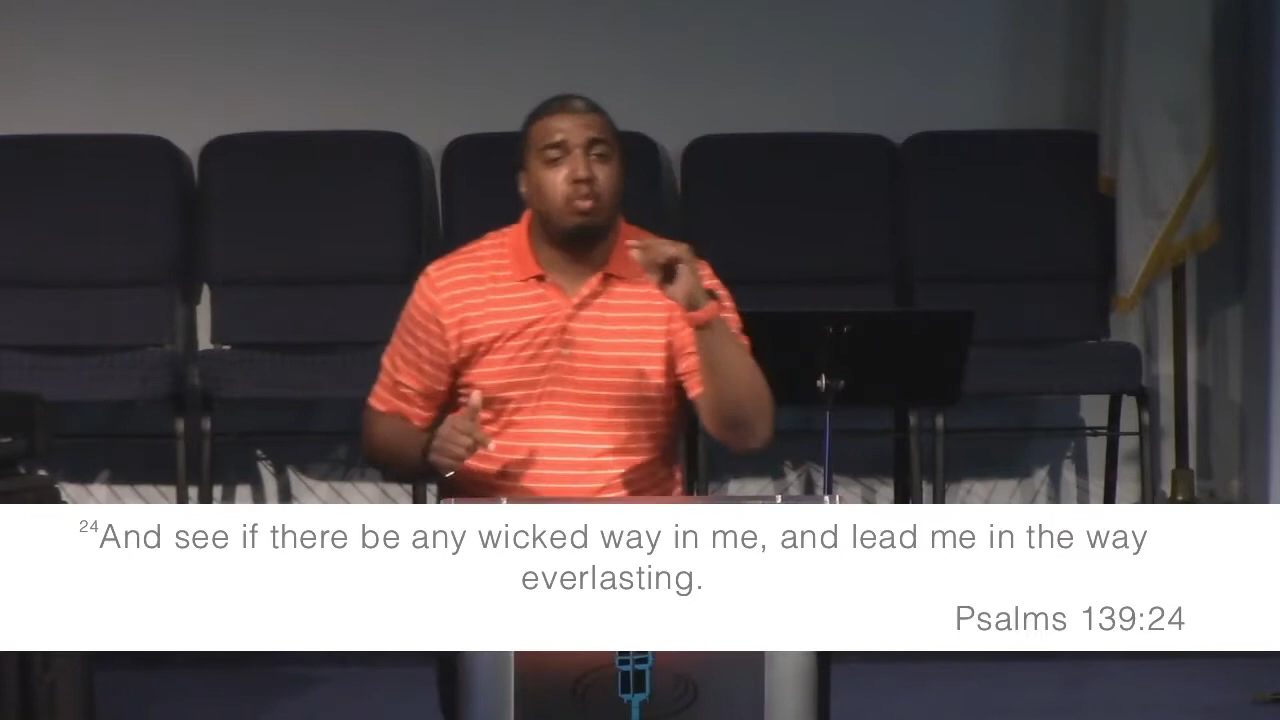 24And see if there be any wicked way in me, and lead me in the way
everlasting.
Psalms 139:24